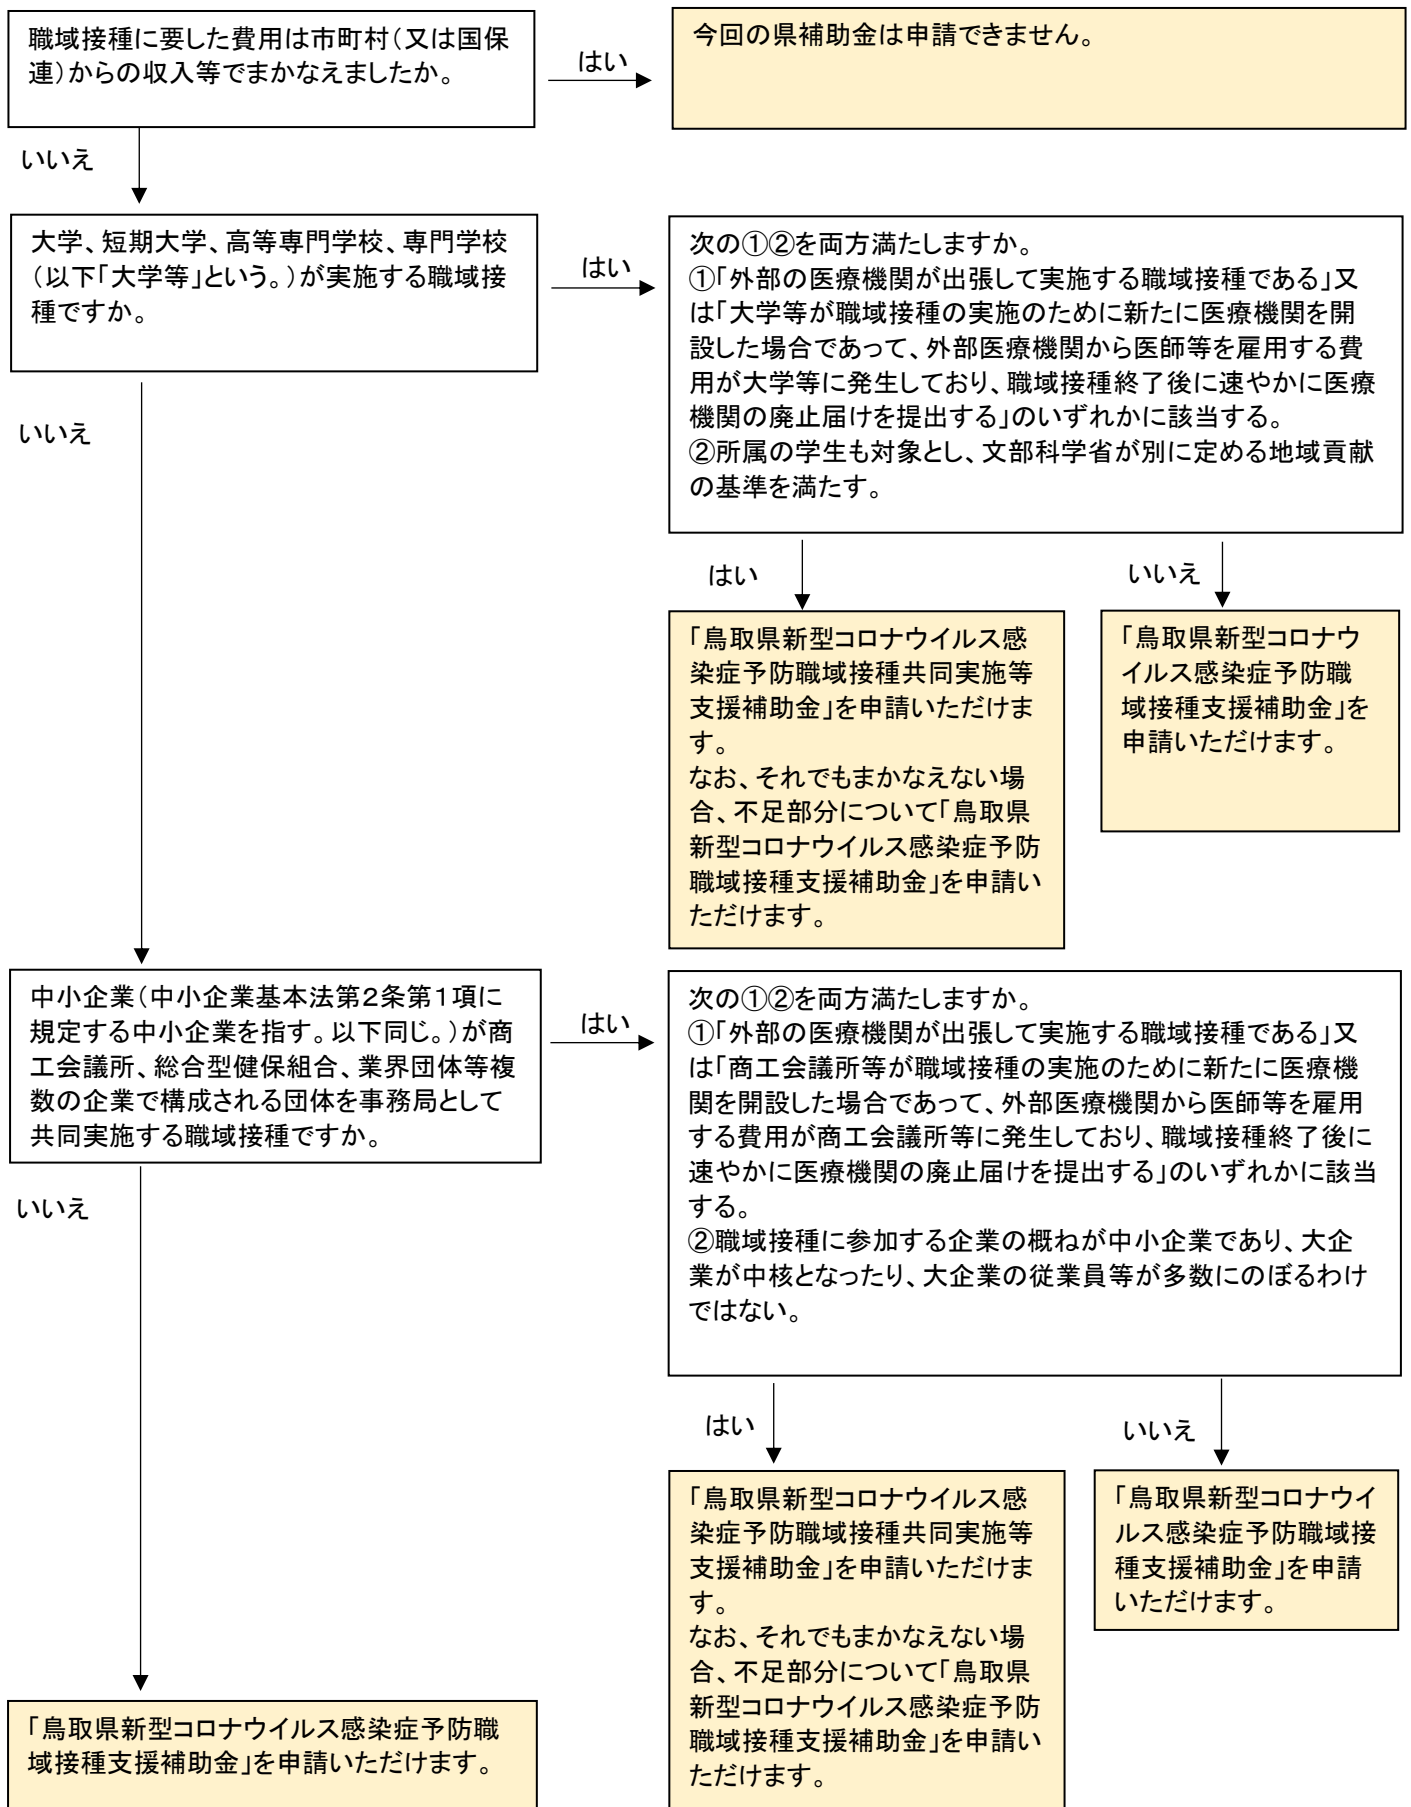 職域接種に要した費用は市町村(又は国保
連)からの収入等でまかなえましたか。
はい
今回の県補助金は申請できません。
いいえ
大学、短期大学、高等専門学校、専門学校
(以下「大学等」という。)が実施する職域接
種ですか。
はい
次の①②を両方満たしますか。
①「外部の医療機関が出張して実施する職域接種である」又
は「大学等が職域接種の実施のために新たに医療機関を開
設した場合であって、外部医療機関から医師等を雇用する費
用が大学等に発生しており、職域接種終了後に速やかに医療
機関の廃止届けを提出する」のいずれかに該当する。
②所属の学生も対象とし、文部科学省が別に定める地域貢献
の基準を満たす。
いいえ
はい
いいえ
「鳥取県新型コロナウイルス感
染症予防職域接種共同実施等
支援補助金」を申請いただけま
す。
なお、それでもまかなえない場
合、不足部分について「鳥取県
新型コロナウイルス感染症予防
職域接種支援補助金」を申請い
ただけます。
「鳥取県新型コロナウ
イルス感染症予防職
域接種支援補助金」を
申請いただけます。
中小企業(中小企業基本法第2条第1項に
規定する中小企業を指す。以下同じ。)が商
工会議所、総合型健保組合、業界団体等複
数の企業で構成される団体を事務局として
共同実施する職域接種ですか。
はい
次の①②を両方満たしますか。
①「外部の医療機関が出張して実施する職域接種である」又
は「商工会議所等が職域接種の実施のために新たに医療機
関を開設した場合であって、外部医療機関から医師等を雇用
する費用が商工会議所等に発生しており、職域接種終了後に
速やかに医療機関の廃止届けを提出する」のいずれかに該当
する。
②職域接種に参加する企業の概ねが中小企業であり、大企
業が中核となったり、大企業の従業員等が多数にのぼるわけ
ではない。
いいえ
はい
いいえ
「鳥取県新型コロナウイルス感
染症予防職域接種共同実施等
支援補助金」を申請いただけま
す。
なお、それでもまかなえない場
合、不足部分について「鳥取県
新型コロナウイルス感染症予防
職域接種支援補助金」を申請い
ただけます。
「鳥取県新型コロナウイ
ルス感染症予防職域接
種支援補助金」を申請
いただけます。
「鳥取県新型コロナウイルス感染症予防職
域接種支援補助金」を申請いただけます。